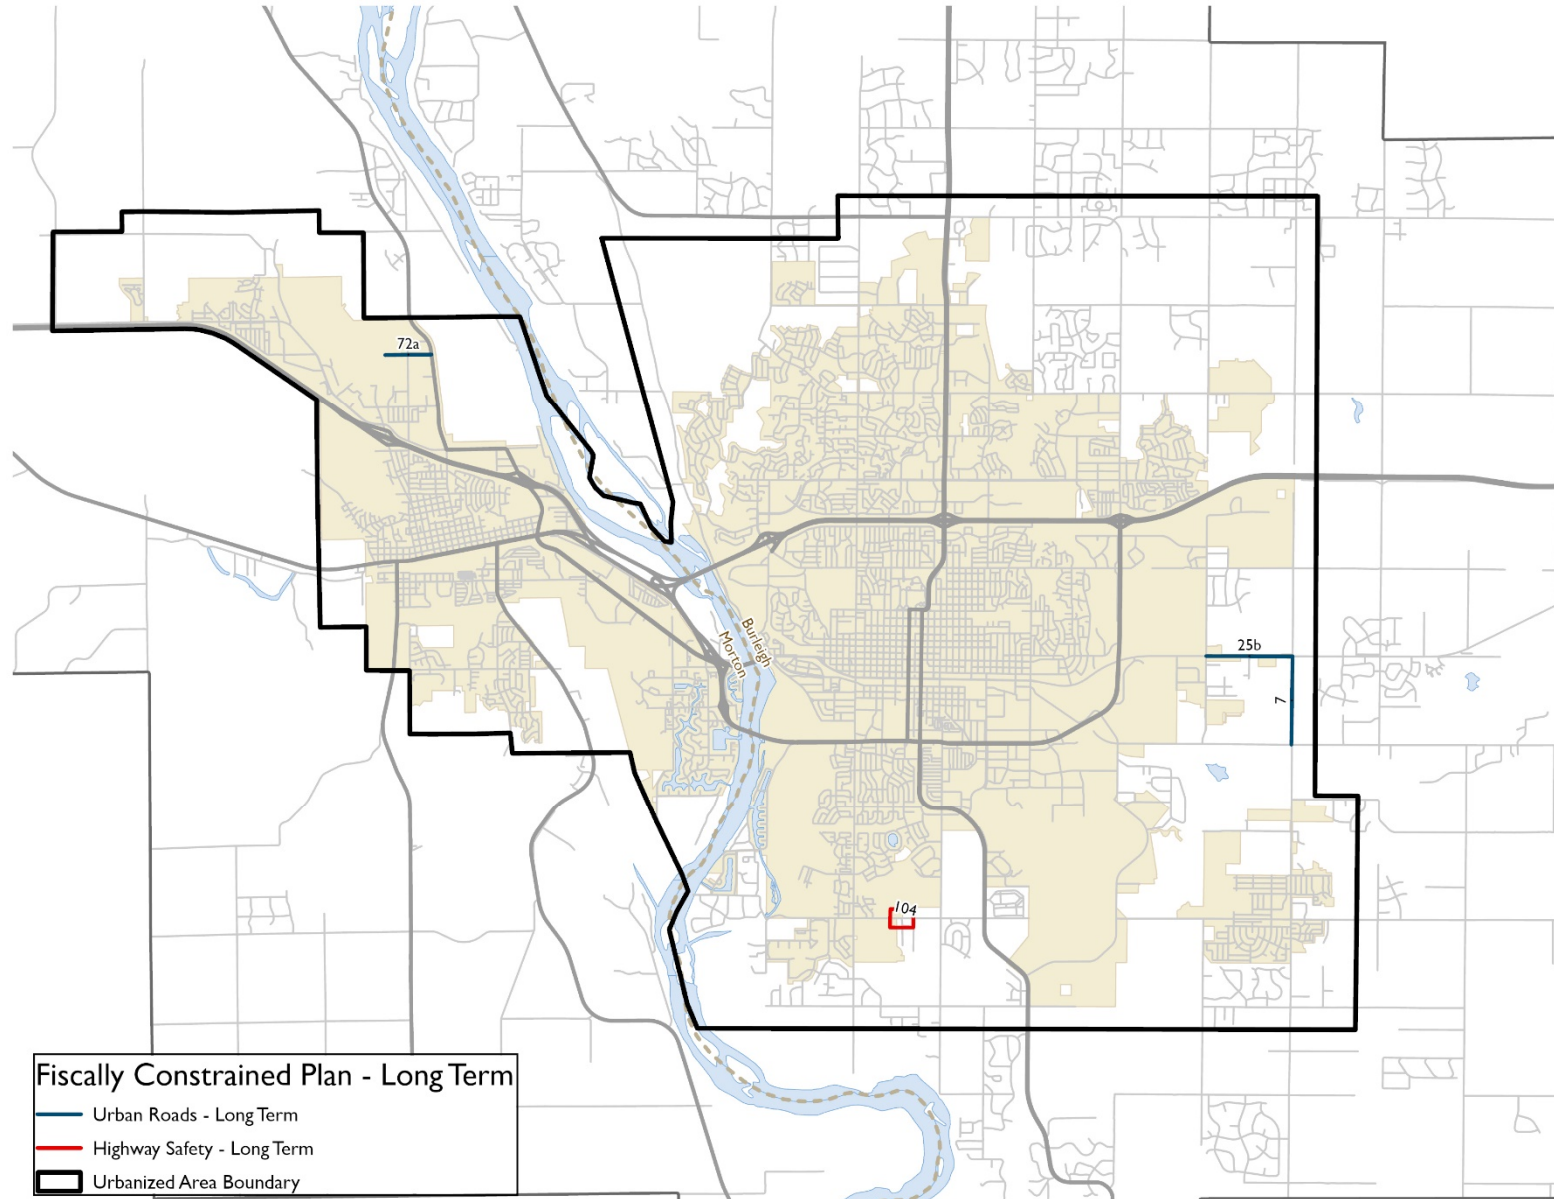 72a
Burleigh
Morton
25b
7
104
Fiscally Constrained Plan - Long Term
Urban Roads - Long Term
Highway Safety - Long Term
Urbanized Area Boundary